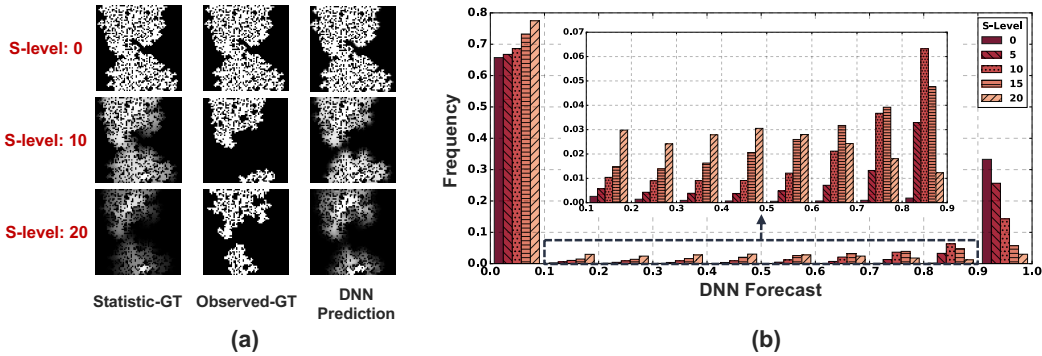 S-level: 0
S-level: 10
S-level: 20
Statistic-GT
Observed-GT
DNN
Prediction
(a)
Frequency
0.8
0.7
0.6
0.5
0.4
0.3
0.2
0.1
0.0
0.0 0.1 0.2 0.3 0.4 0.5 0.6 0.7 0.8 0.9 1.0
DNN Forecast
0.07
0.06
0.05
0.04
0.03
0.02
0.01
0.00
0.1 0.2 0.3 0.4 0.5 0.6 0.7 0.8 0.9
S-Level
0
5
10
15
20
(b)